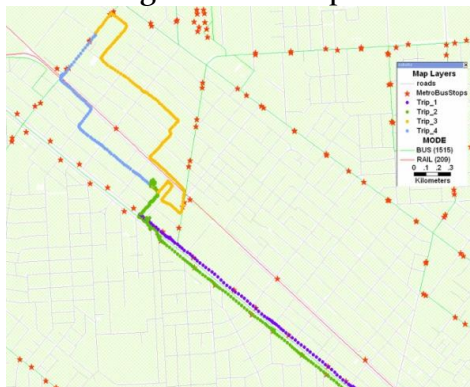 Map Layers
roads
MetroBusStops
Trip_1
Trip_2
Trip_3
Trip_4
MODE
BUS (1515)
RAIL (209)
0 .1 .2 .3
Kilometers